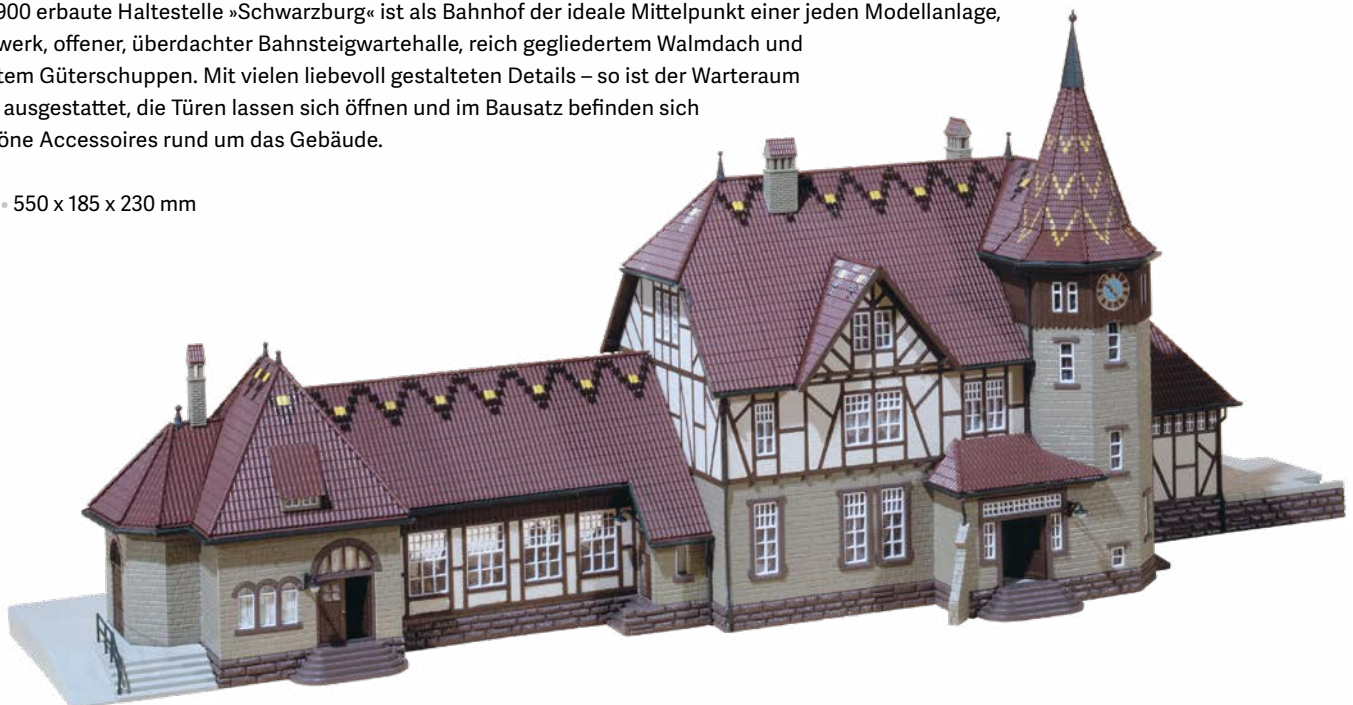 900 erbaute Haltestelle »Schwarzburg« ist als Bahnhof der ideale Mittelpunkt einer jeden Modellanlage,
werk, offener, überdachter Bahnsteigwartehalle, reich gegliedertem Walmdach und
tem Güterschuppen. Mit vielen liebevoll gestalteten Details – so ist der Warteraum
ausgestattet, die Türen lassen sich öffnen und im Bausatz befinden sich
öne Accessoires rund um das Gebäude.
• 550 x 185 x 230 mm